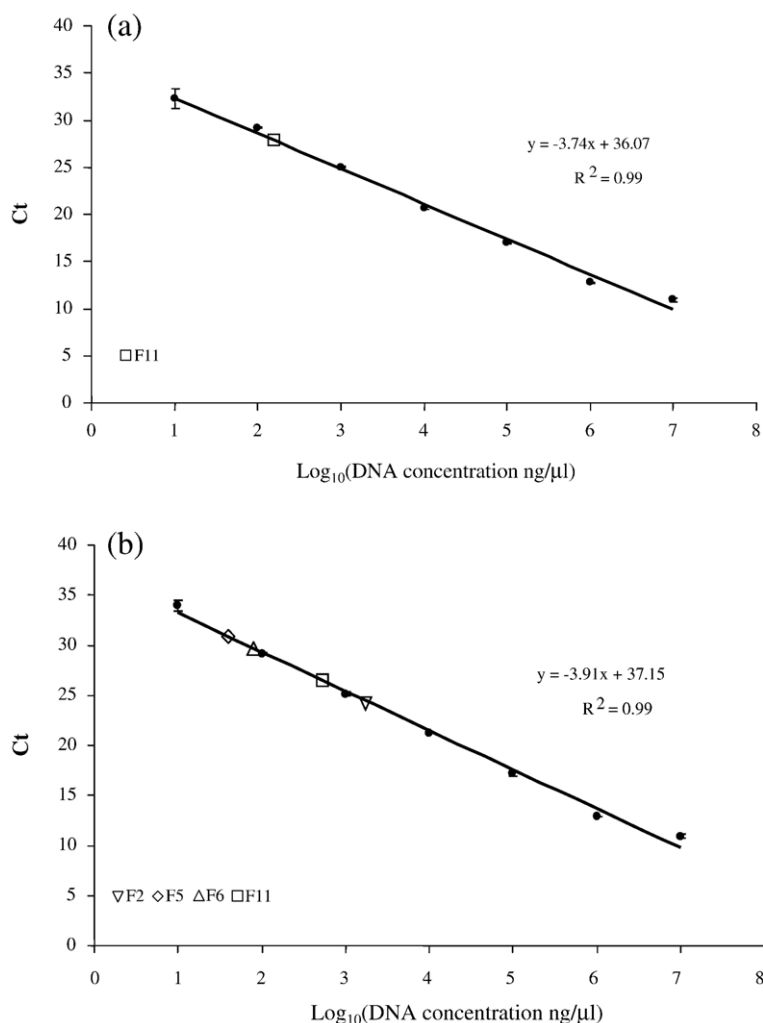 (a)
40
35
30
25
20
15
10
5
0
Ct
y = -3.74x + 36.07
R² = 0.99
□F11
0 1 2 3 4 5 6 7 8
Log₁₀(DNA concentration ng/μl)
(b)
40
35
30
25
20
15
10
5
0
Ct
y = -3.91x + 37.15
R² = 0.99
▽F2 ◇F5 △F6 □F11
0 1 2 3 4 5 6 7 8
Log₁₀(DNA concentration ng/μl)